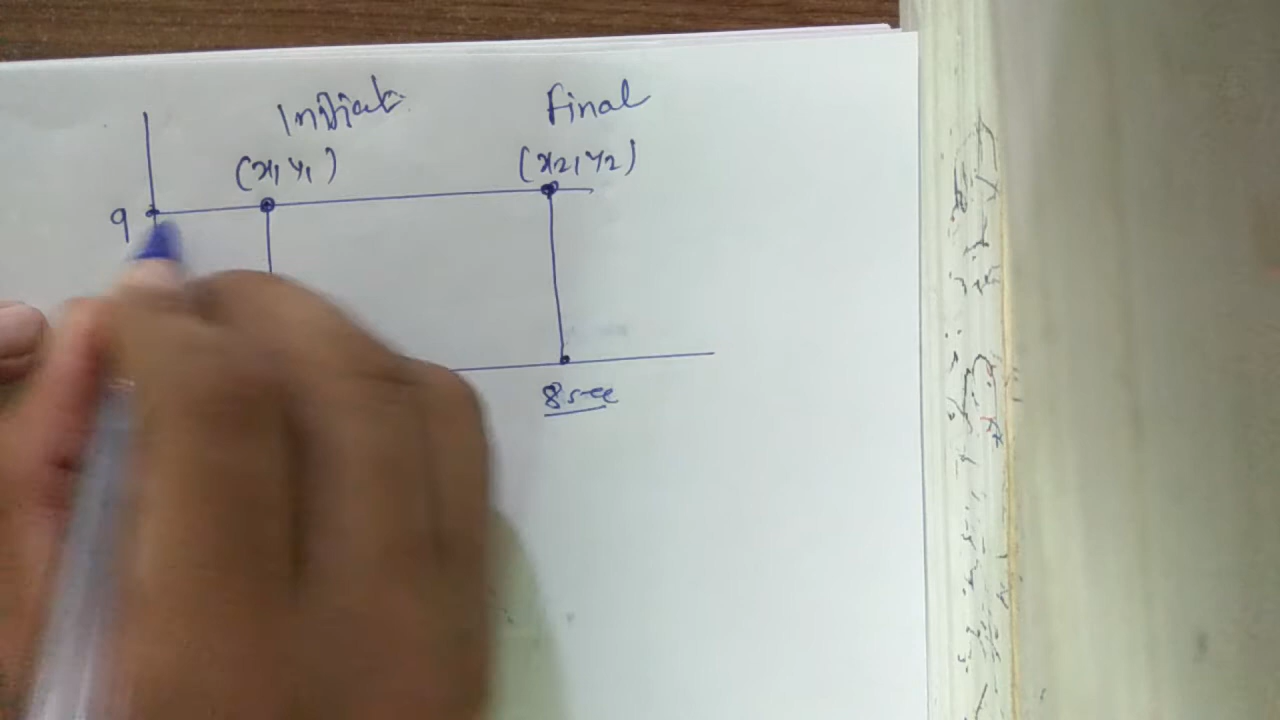 Initial Final
(x1, y1) (x2, y2)
9
8 sec